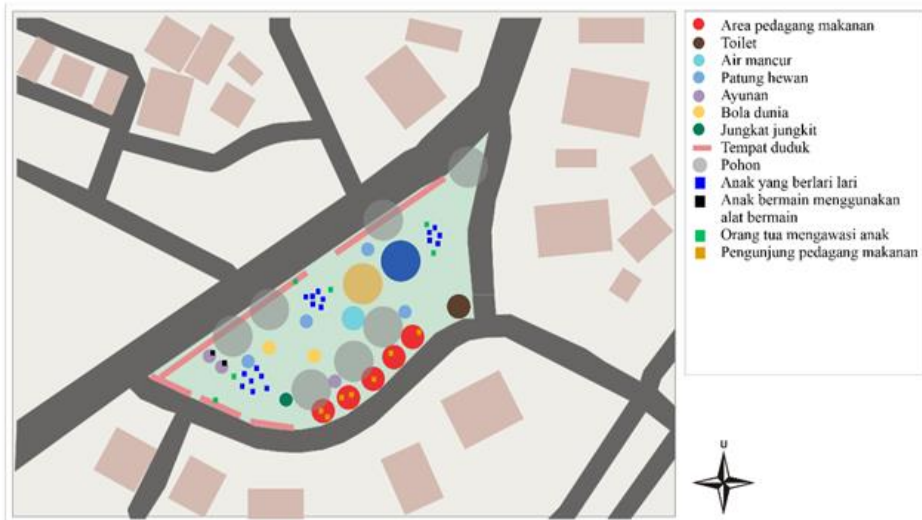 Area pedagang makanan
Toilet
Air mancur
Patung hewan
Ayunan
Bola dunia
Jungkat jungkit
Tempat duduk
Pohon
Anak yang berlari lari
Anak bermain menggunakan
alat bermain
Orang tua mengawasi anak
Pengunjung pedagang makanan
U